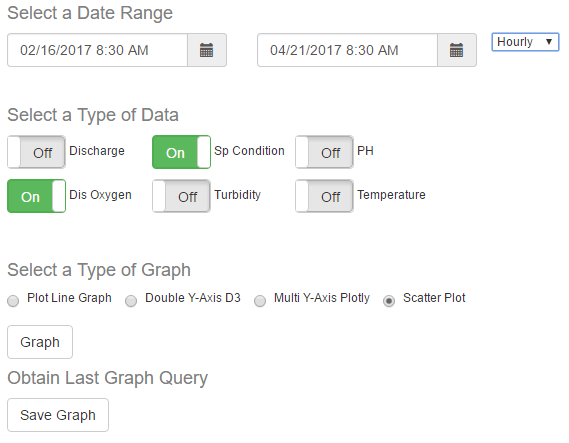 Select a Date Range
02/16/2017 8:30 AM 04/21/2017 8:30 AM Hourly
Select a Type of Data
Off Discharge On Sp Condition Off PH
On Dis Oxygen Off Turbidity Off Temperature
Select a Type of Graph
Plot Line Graph Double Y-Axis D3 Multi Y-Axis Plotly Scatter Plot
Graph
Obtain Last Graph Query
Save Graph